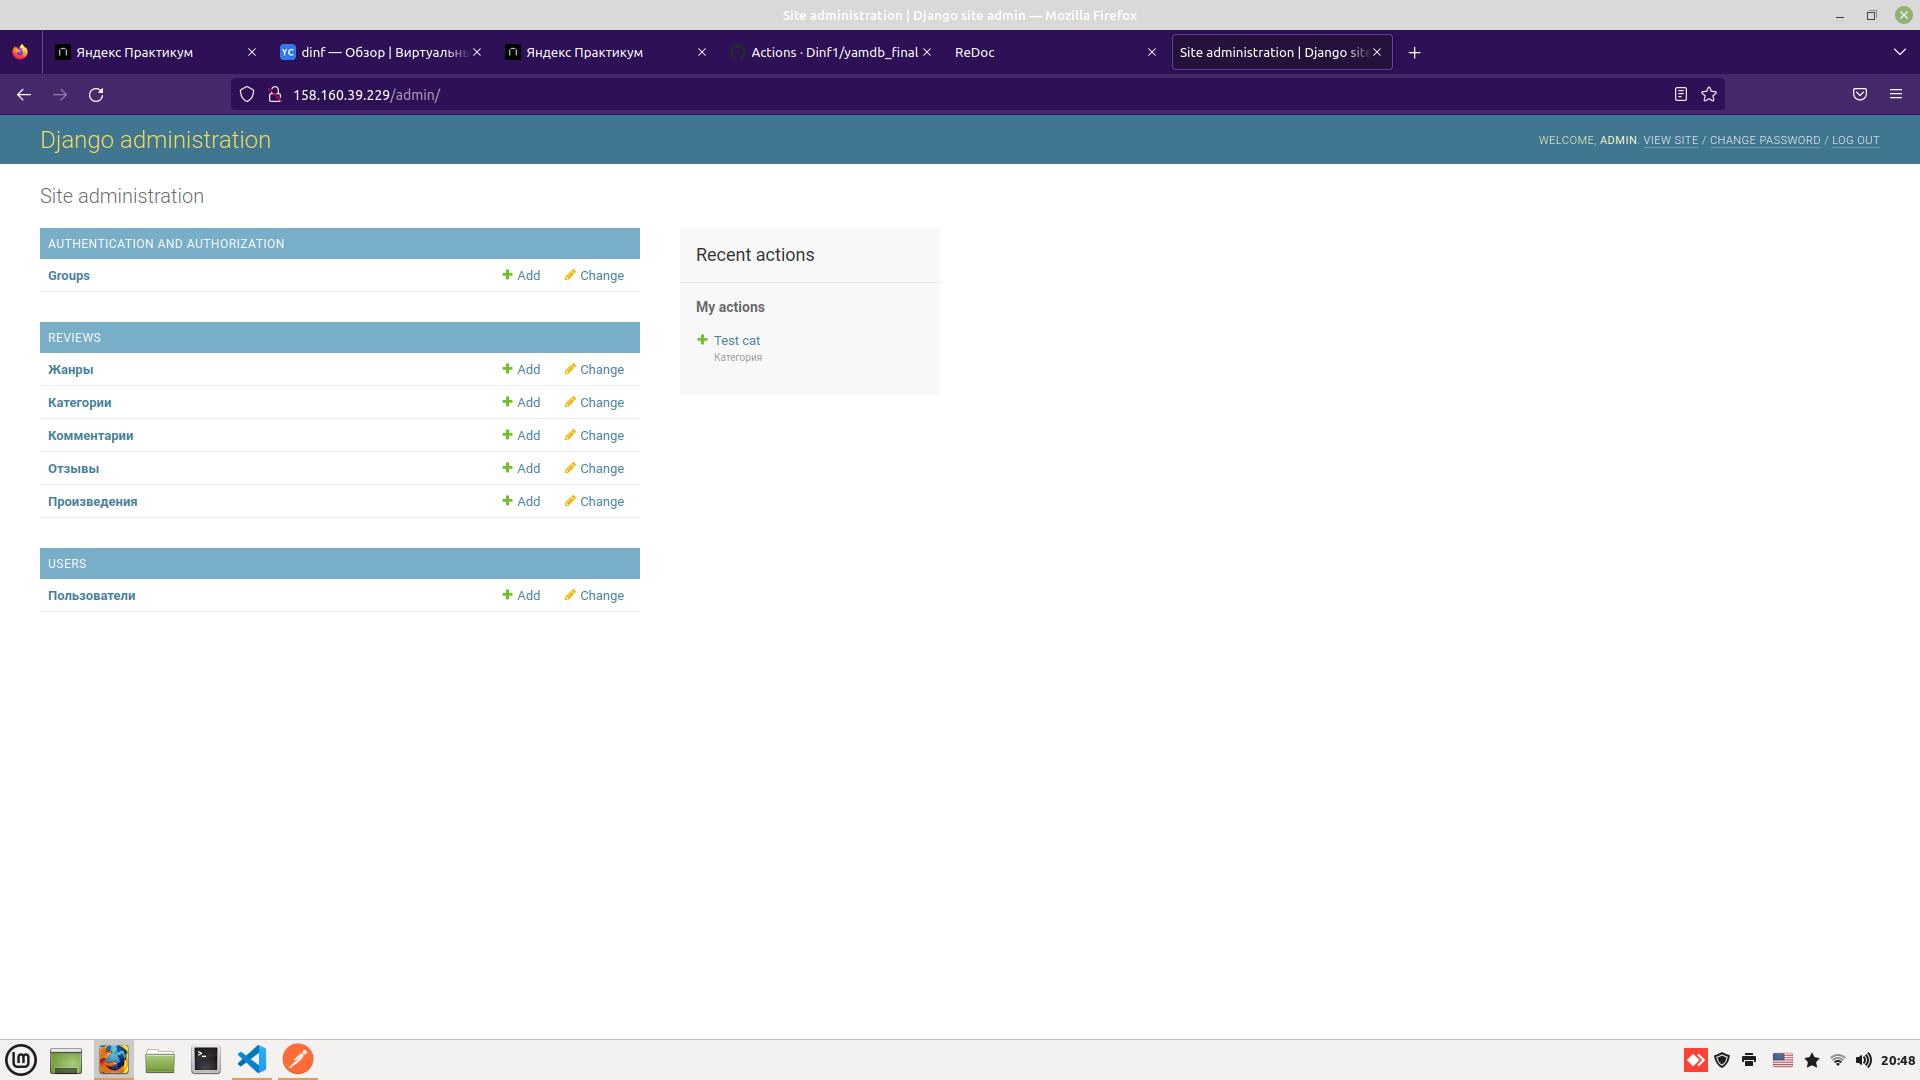 Site administration | Django site admin — Mozilla Firefox
Яндекс Практикум
YC dinf — Обзор | Виртуальн
Яндекс Практикум
Actions · Dinf1/yamdb_final
ReDoc
Site administration | Django site
158.160.39.229/admin/
Django administration
WELCOME, ADMIN. VIEW SITE / CHANGE PASSWORD / LOG OUT
Site administration
AUTHENTICATION AND AUTHORIZATION
Groups Add Change
REVIEWS
Жанры Add Change
Категории Add Change
Комментарии Add Change
Отзывы Add Change
Произведения Add Change
USERS
Пользователи Add Change
Recent actions
My actions
Test cat
Категория
20:48